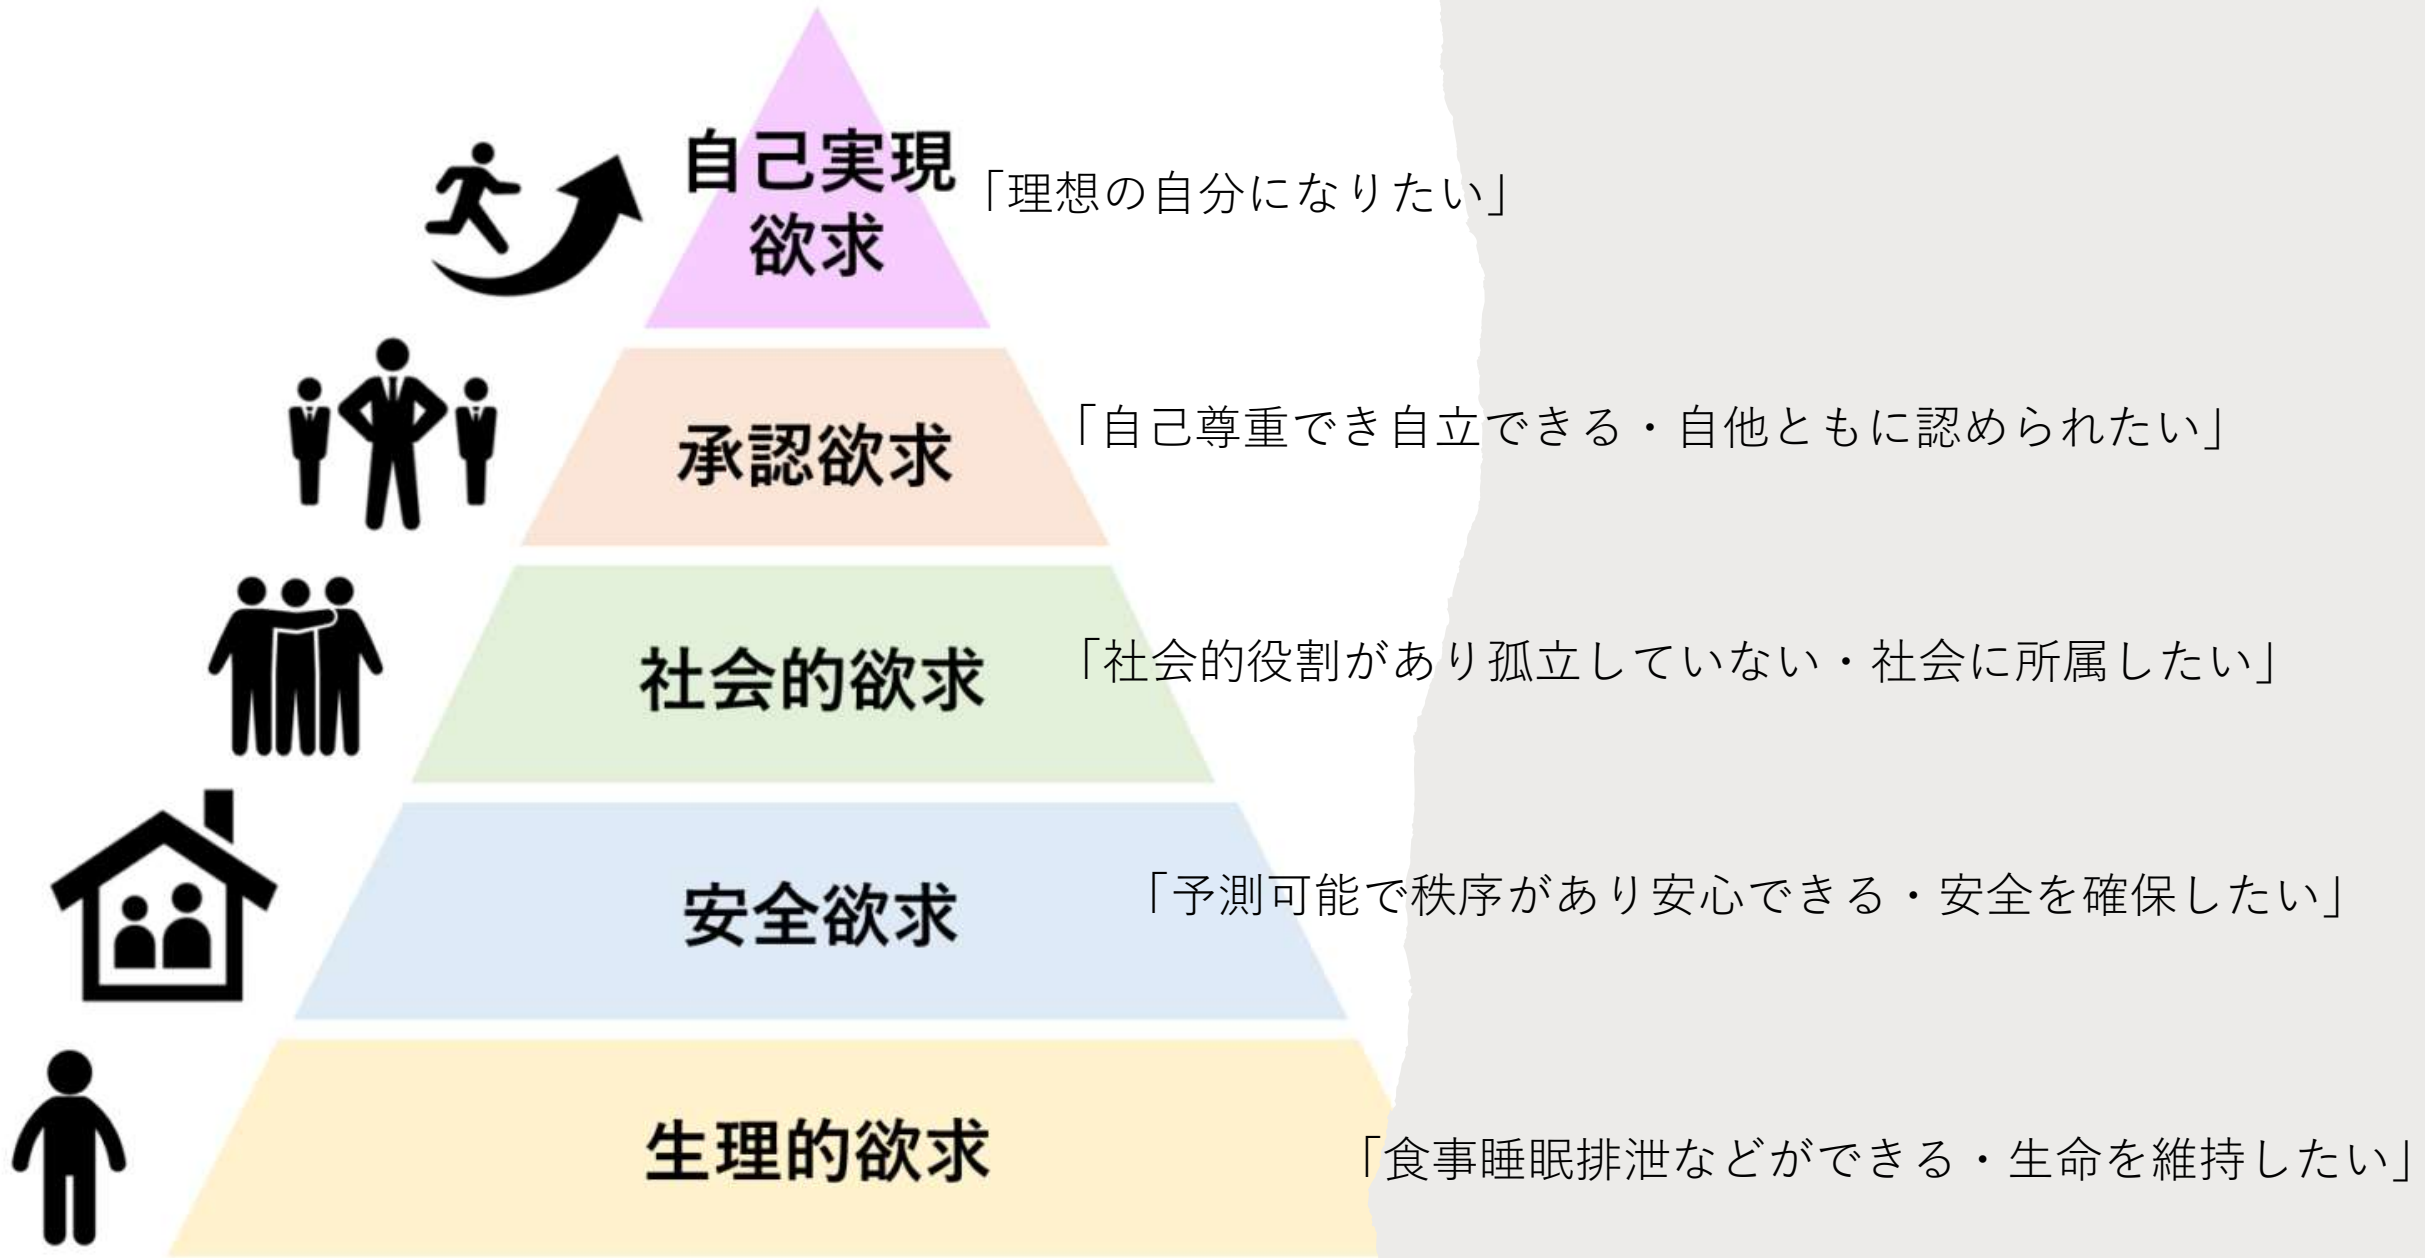 自己実現
欲求
「理想の自分になりたい」
承認欲求
「自己尊重でき自立できる・自他ともに認められたい」
社会的欲求
「社会的役割があり孤立していない・社会に所属したい」
安全欲求
「予測可能で秩序があり安心できる・安全を確保したい」
生理的欲求
「食事睡眠排泄などができる・生命を維持したい」